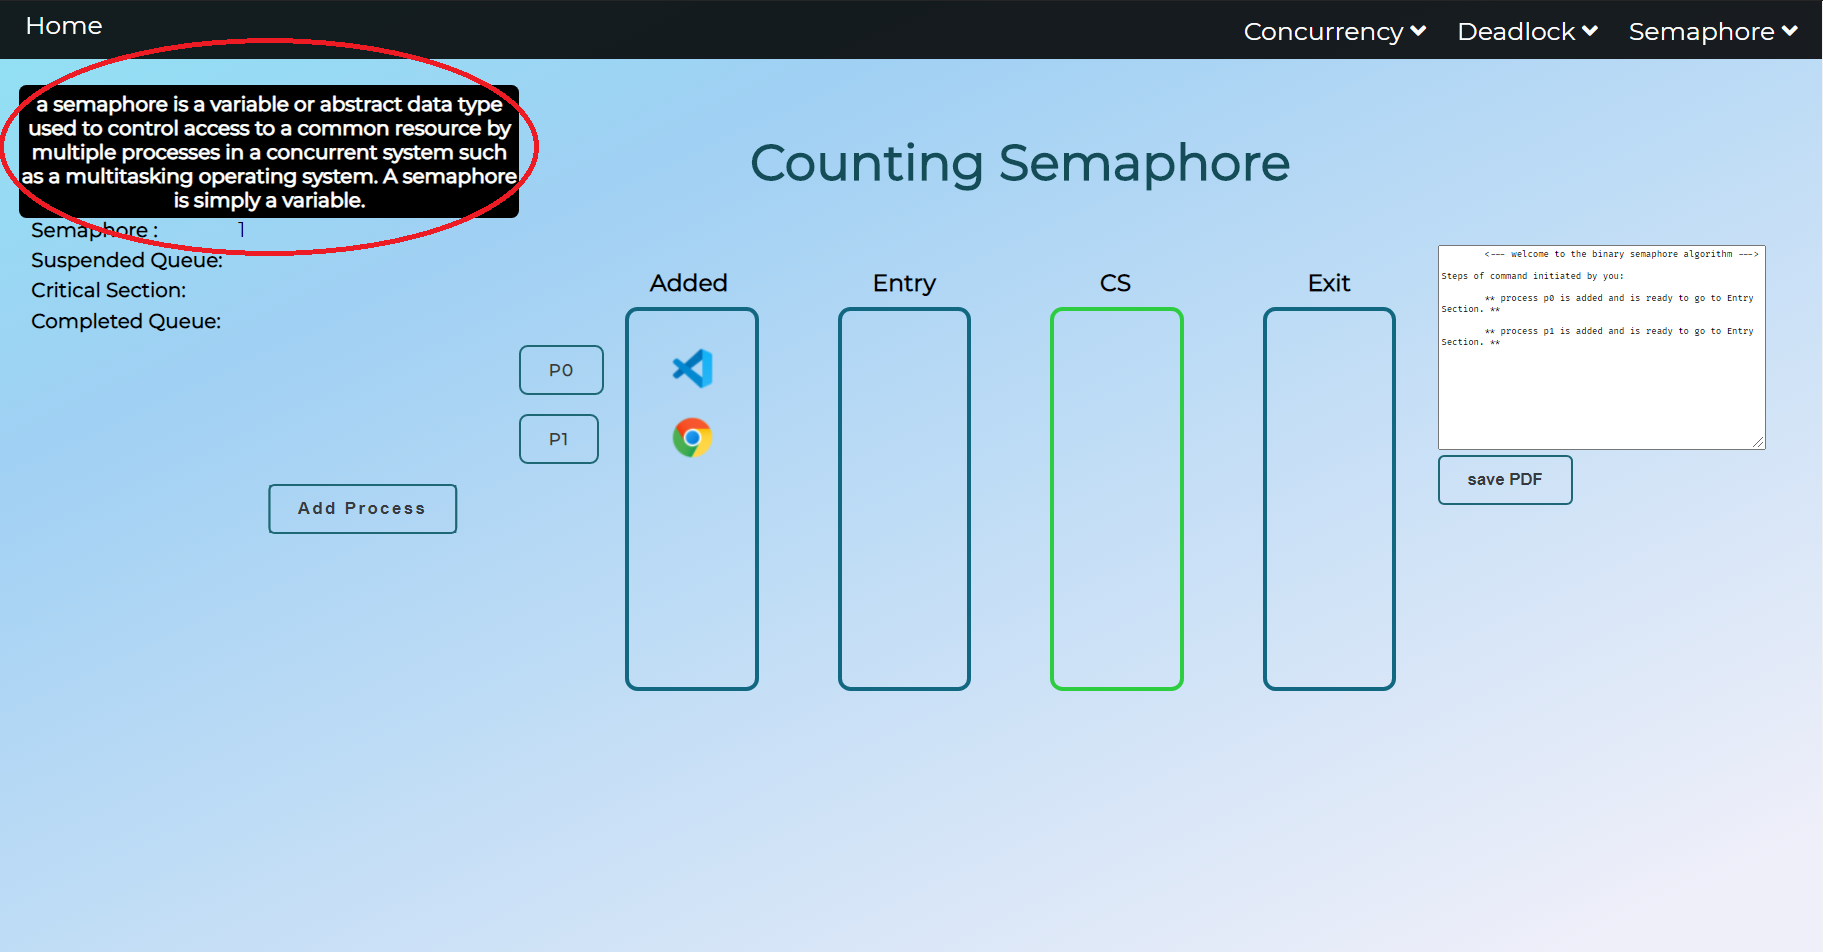 Home
Concurrency
Deadlock
Semaphore
a semaphore is a variable or abstract data type
used to control access to a common resource by
multiple processes in a concurrent system such
as a multitasking operating system. A semaphore
is simply a variable.
Counting Semaphore
Semaphore : 1
Suspended Queue:
Critical Section:
Completed Queue:
Added
Entry
CS
Exit
P0
P1
Add Process
<--- welcome to the binary semaphore algorithm --->
Steps of command initiated by you:
** process p0 is added and is ready to go to Entry
Section. **
** process p1 is added and is ready to go to Entry
Section. **
save PDF